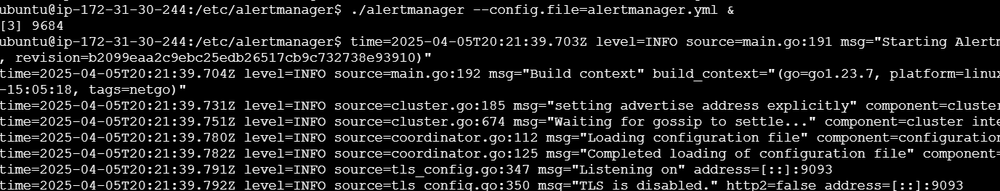 ubuntu@ip-172-31-30-244:/etc/alertmanager$ ./alertmanager --config.file=alertmanager.yml &
[3] 9684
ubuntu@ip-172-31-30-244:/etc/alertmanager$ time=2025-04-05T20:21:39.703Z level=INFO source=main.go:191 msg="Starting Alertm
, revision=b2099eaa2c9ebc25edb26517cb9c732738e93910)"
time=2025-04-05T20:21:39.704Z level=INFO source=main.go:192 msg="Build context" build_context="(go=go1.23.7, platform=linux
-15:05:18, tags=netgo)"
time=2025-04-05T20:21:39.731Z level=INFO source=cluster.go:185 msg="setting advertise address explicitly" component=cluster
time=2025-04-05T20:21:39.751Z level=INFO source=cluster.go:674 msg="Waiting for gossip to settle..." component=cluster inte
time=2025-04-05T20:21:39.780Z level=INFO source=coordinator.go:112 msg="Loading configuration file" component=configuration
time=2025-04-05T20:21:39.782Z level=INFO source=coordinator.go:125 msg="Completed loading of configuration file" component=
time=2025-04-05T20:21:39.791Z level=INFO source=tls_config.go:347 msg="Listening on" address=[::]:9093
time=2025-04-05T20:21:39.792Z level=INFO source=tls_config.go:350 msg="TLS is disabled." http2=false address=[::]:9093